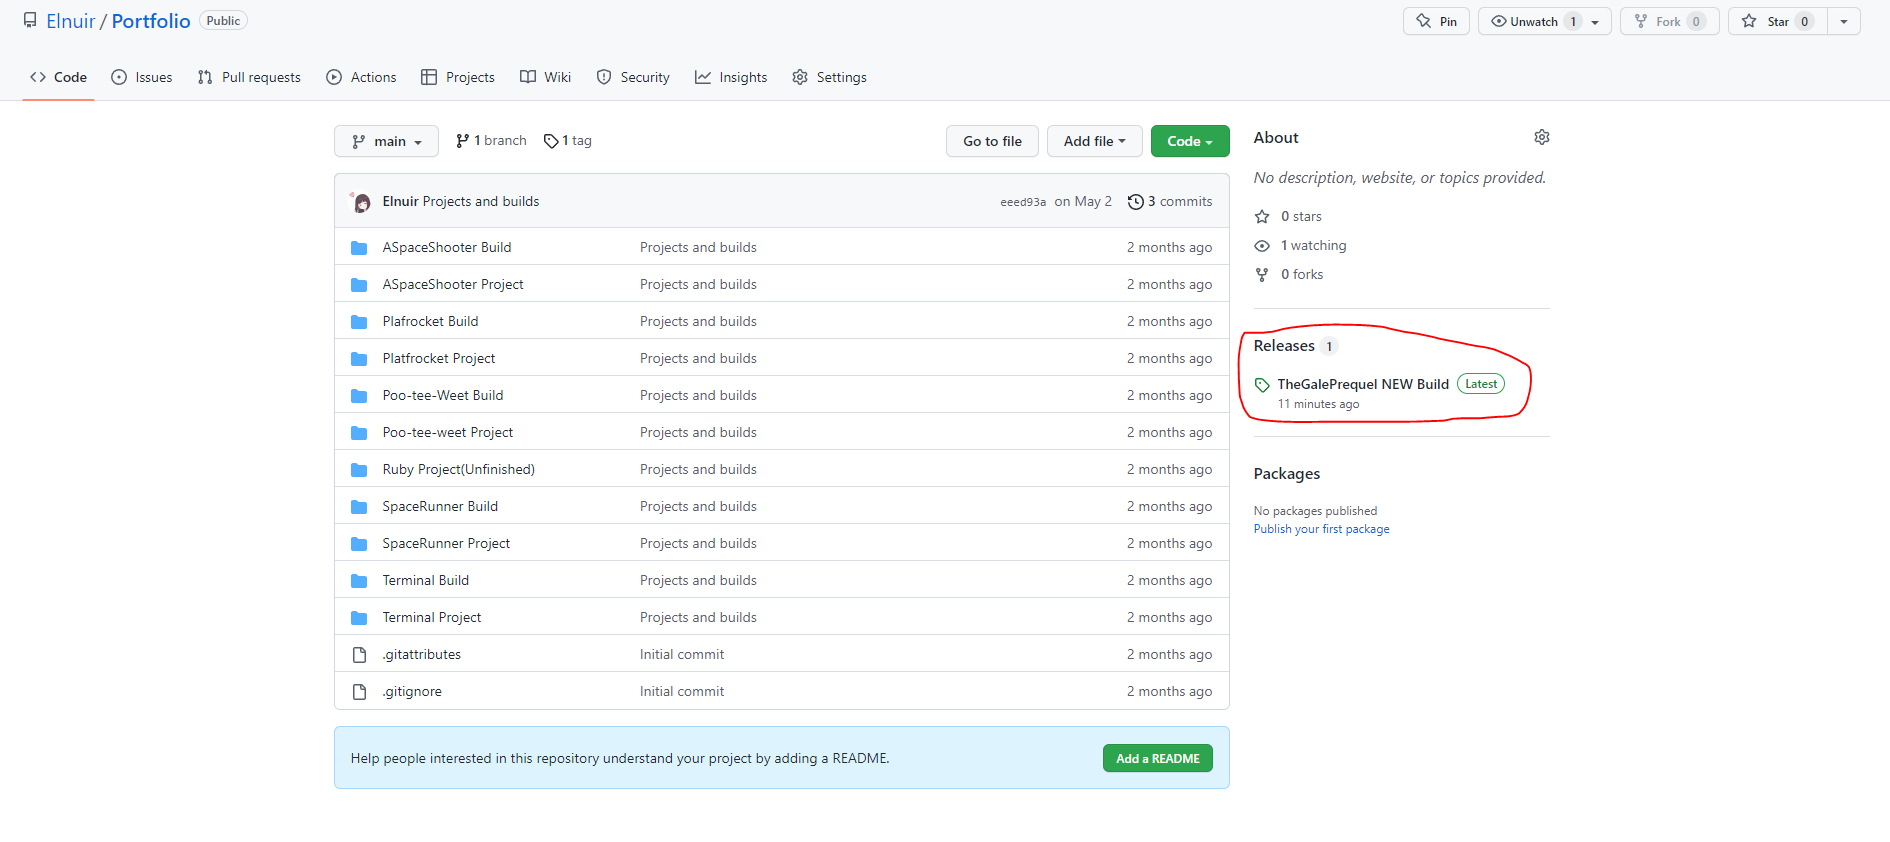 Elnuir / Portfolio Public
Pin Unwatch 1 Fork 0 Star 0
Code Issues Pull requests Actions Projects Wiki Security Insights Settings
main 1 branch 1 tag Go to file Add file Code
Elnuir Projects and builds eeed93a on May 2 3 commits
ASpaceShooter Build Projects and builds 2 months ago
ASpaceShooter Project Projects and builds 2 months ago
Plafrocket Build Projects and builds 2 months ago
Platfrocket Project Projects and builds 2 months ago
Poo-tee-Weet Build Projects and builds 2 months ago
Poo-tee-weet Project Projects and builds 2 months ago
Ruby Project(Unfinished) Projects and builds 2 months ago
SpaceRunner Build Projects and builds 2 months ago
SpaceRunner Project Projects and builds 2 months ago
Terminal Build Projects and builds 2 months ago
Terminal Project Projects and builds 2 months ago
.gitattributes Initial commit 2 months ago
.gitignore Initial commit 2 months ago
Help people interested in this repository understand your project by adding a README. Add a README
About
No description, website, or topics provided.
0 stars
1 watching
0 forks
Releases 1
TheGalePrequel NEW Build Latest
11 minutes ago
Packages
No packages published
Publish your first package